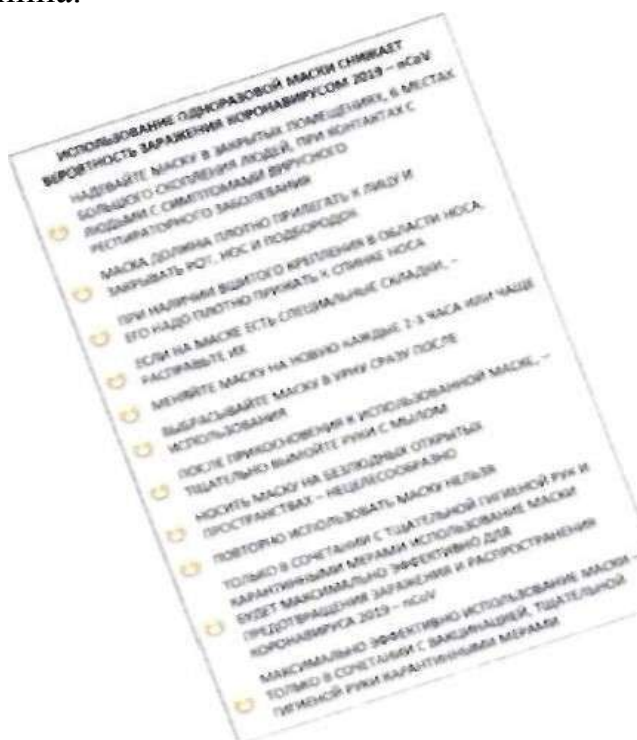 ИСПОЛЬЗОВАНИЕ ОДНОРАЗОВОЙ МАСКИ СНИЖАЕТ
ВЕРОЯТНОСТЬ ЗАРАЖЕНИЯ КОРОНАВИРУСОМ 2019 – nCoV
НАДЕВАЙТЕ МАСКУ В ЗАКРЫТЫХ ПОМЕЩЕНИЯХ, В МЕСТАХ
БОЛЬШОГО СКОПЛЕНИЯ ЛЮДЕЙ, ПРИ КОНТАКТАХ С
ЛЮДЬМИ С СИМПТОМАМИ ВИРУСНОГО
РЕСПИРАТОРНОГО ЗАБОЛЕВАНИЯ
МАСКА ДОЛЖНА ПЛОТНО ПРИЛЕГАТЬ К ЛИЦУ И
ЗАКРЫВАТЬ РОТ, НОС И ПОДБОРОДОК
ПРИ НАЛИЧИИ ВШИТОГО КРЕПЛЕНИЯ В ОБЛАСТИ НОСА,
ЕГО НАДО ПЛОТНО ПРИЖАТЬ К СПИНКЕ НОСА
ЕСЛИ НА МАСКЕ ЕСТЬ СПЕЦИАЛЬНЫЕ СКЛАДКИ, –
РАСПРАВЬТЕ ИХ
МЕНЯЙТЕ МАСКУ НА НОВУЮ КАЖДЫЕ 2-3 ЧАСА ИЛИ ЧАЩЕ
ВЫБРАСЫВАЙТЕ МАСКУ В УРНУ СРАЗУ ПОСЛЕ
ИСПОЛЬЗОВАНИЯ
ПОСЛЕ ПРИКОСНОВЕНИЯ К ИСПОЛЬЗОВАННОЙ МАСКЕ, –
ТЩАТЕЛЬНО ВЫМОЙТЕ РУКИ С МЫЛОМ
НОСИТЬ МАСКУ НА БЕЗЛЮДНЫХ ОТКРЫТЫХ
ПРОСТРАНСТВАХ – НЕЦЕЛЕСООБРАЗНО
ПОВТОРНО ИСПОЛЬЗОВАТЬ МАСКУ НЕЛЬЗЯ
ТОЛЬКО В СОЧЕТАНИИ С ТЩАТЕЛЬНОЙ ГИГИЕНОЙ РУК И
КАРАНТИННЫМИ МЕРАМИ ИСПОЛЬЗОВАНИЕ МАСКИ
БУДЕТ МАКСИМАЛЬНО ЭФФЕКТИВНО ДЛЯ
ПРЕДОТВРАЩЕНИЯ ЗАРАЖЕНИЯ И РАСПРОСТРАНЕНИЯ
КОРОНАВИРУСА 2019 – nCoV
МАКСИМАЛЬНО ЭФФЕКТИВНО ИСПОЛЬЗОВАНИЕ МАСКИ –
ТОЛЬКО В СОЧЕТАНИИ С ВАКЦИНАЦИЕЙ, ТЩАТЕЛЬНОЙ
ГИГИЕНОЙ РУКИ КАРАНТИННЫМИ МЕРАМИ